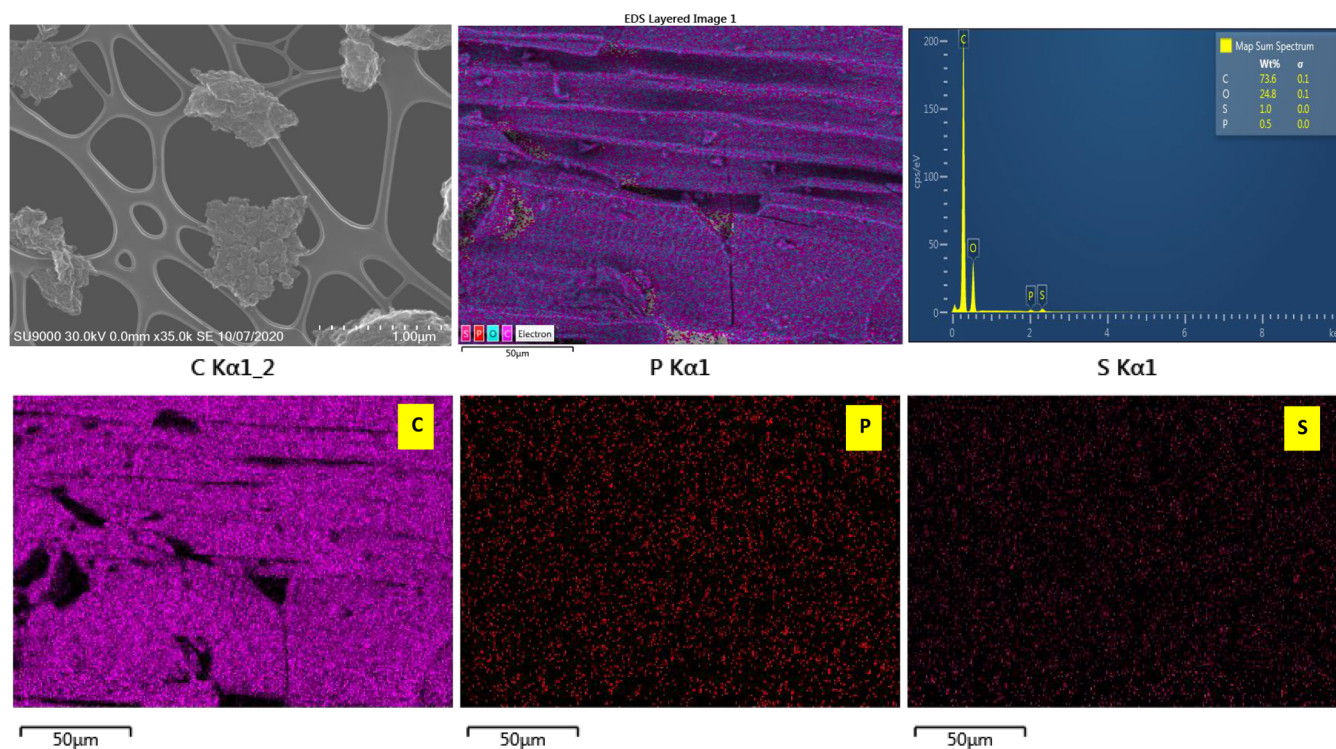 EDS Layered Image 1
SU9000 30.0kV 0.0mm x35.0k SE 10/07/2020
1.00µm
S P O C Electron
50µm
200
150
100
50
0
cps/eV
C
O
P
S
0 2 4 6 8 ke
Map Sum Spectrum
Wt% σ
C 73.6 0.1
O 24.8 0.1
S 1.0 0.0
P 0.5 0.0
C Kα1_2
P Kα1
S Kα1
C
P
S
50µm
50µm
50µm